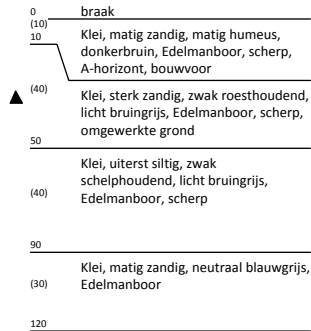 0 braak
(10)
10 Klei, matig zandig, matig humeus,
donkerbruin, Edelmanboor, scherp,
A-horizont, bouwvoor
(40) Klei, sterk zandig, zwak roesthoudend,
licht bruingrijs, Edelmanboor, scherp,
omgewerkte grond
50
Klei, uiterst siltig, zwak
schelphoudend, licht bruingrijs,
(40) Edelmanboor, scherp
90
Klei, matig zandig, neutraal blauwgrijs,
(30) Edelmanboor
120